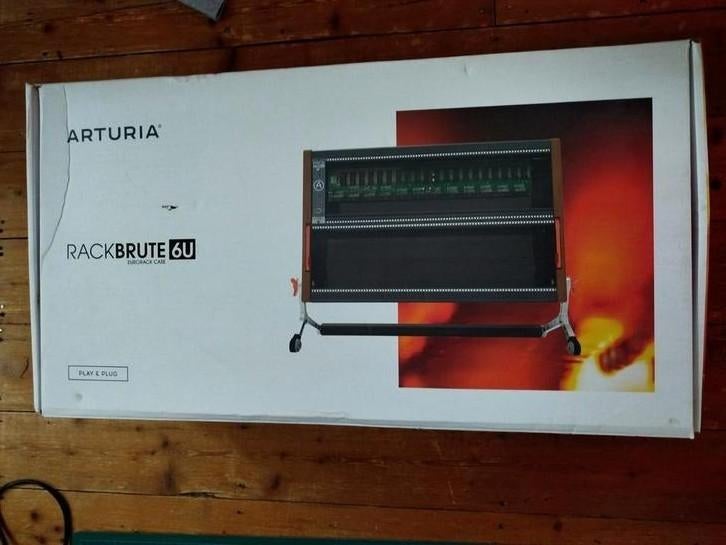 ARTURIA®
RACKBRUTE 6U
EURORACK CASE
PLAY & PLUG
A